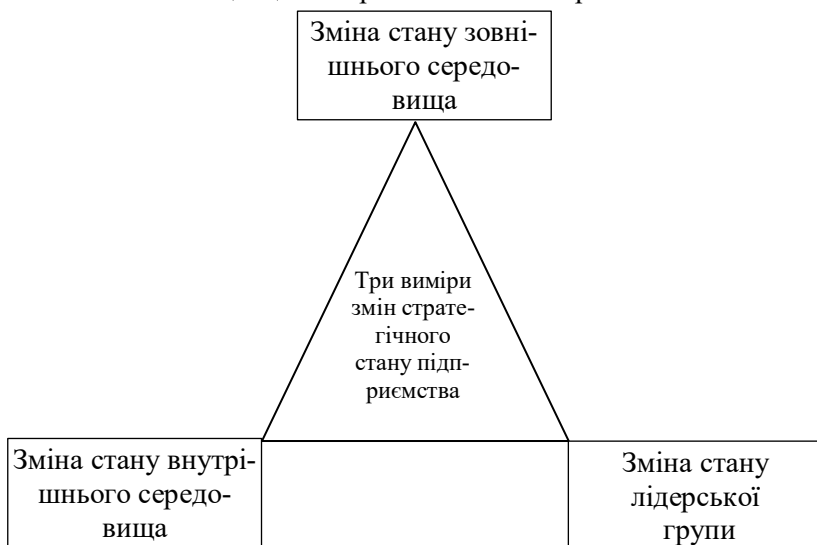 Зміна стану зовні-
шнього середо-
вища
Три виміри
змін страте-
гічного
стану підп-
риємства
Зміна стану внутрі-
шнього середо-
вища
Зміна стану
лідерської
групи